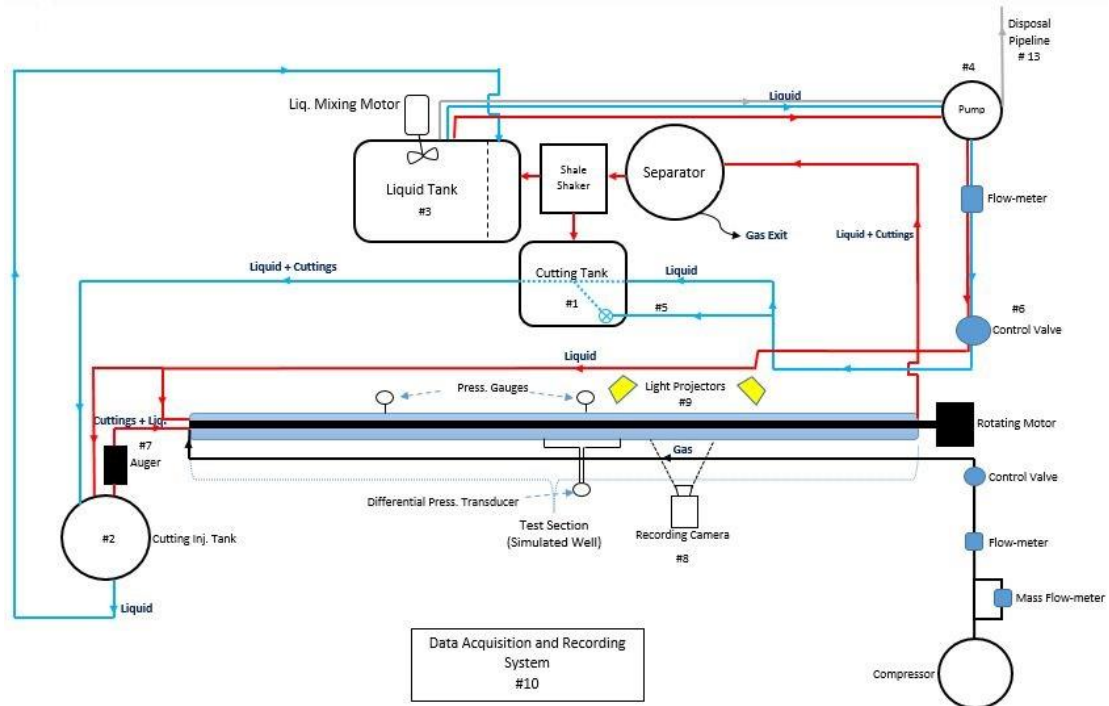 Disposal
Pipeline
# 13
#4
Pump
Liquid
Liq. Mixing Motor
Liquid Tank
#3
Shale
Shaker
Separator
Gas Exit
Flow-meter
Liquid + Cuttings
Liquid + Cuttings
Cutting Tank
#1
Liquid
#5
#6
Control Valve
Liquid
Press. Gauges
Light Projectors
#9
Cuttings + Liq.
#7
Auger
Rotating Motor
Gas
Differential Press. Transducer
Test Section
(Simulated Well)
Recording Camera
#8
Control Valve
#2
Cutting Inj. Tank
Flow-meter
Liquid
Mass Flow-meter
Data Acquisition and Recording
System
#10
Compressor